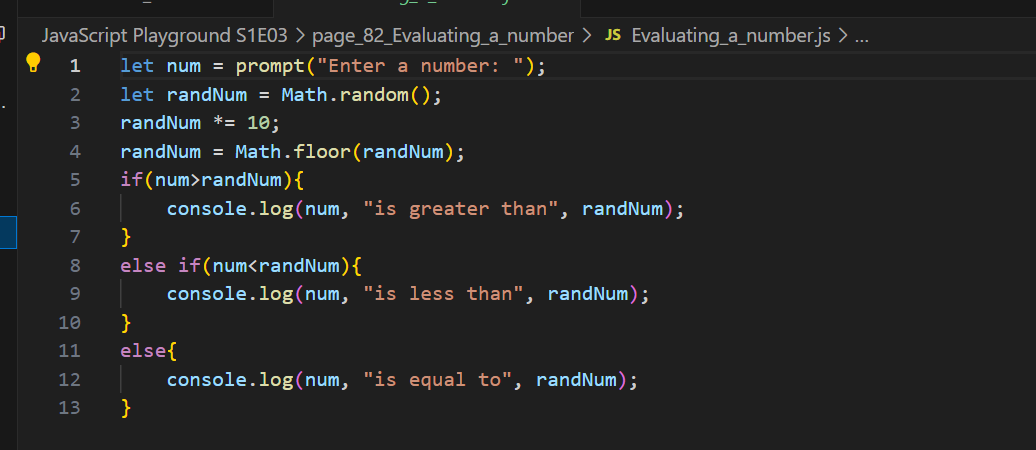 JavaScript Playground S1E03 > page_82_Evaluating_a_number > JS Evaluating_a_number.js > ...
1 let num = prompt("Enter a number: ");
2 let randNum = Math.random();
3 randNum *= 10;
4 randNum = Math.floor(randNum);
5 if(num>randNum){
6     console.log(num, "is greater than", randNum);
7 }
8 else if(num<randNum){
9     console.log(num, "is less than", randNum);
10 }
11 else{
12     console.log(num, "is equal to", randNum);
13 }